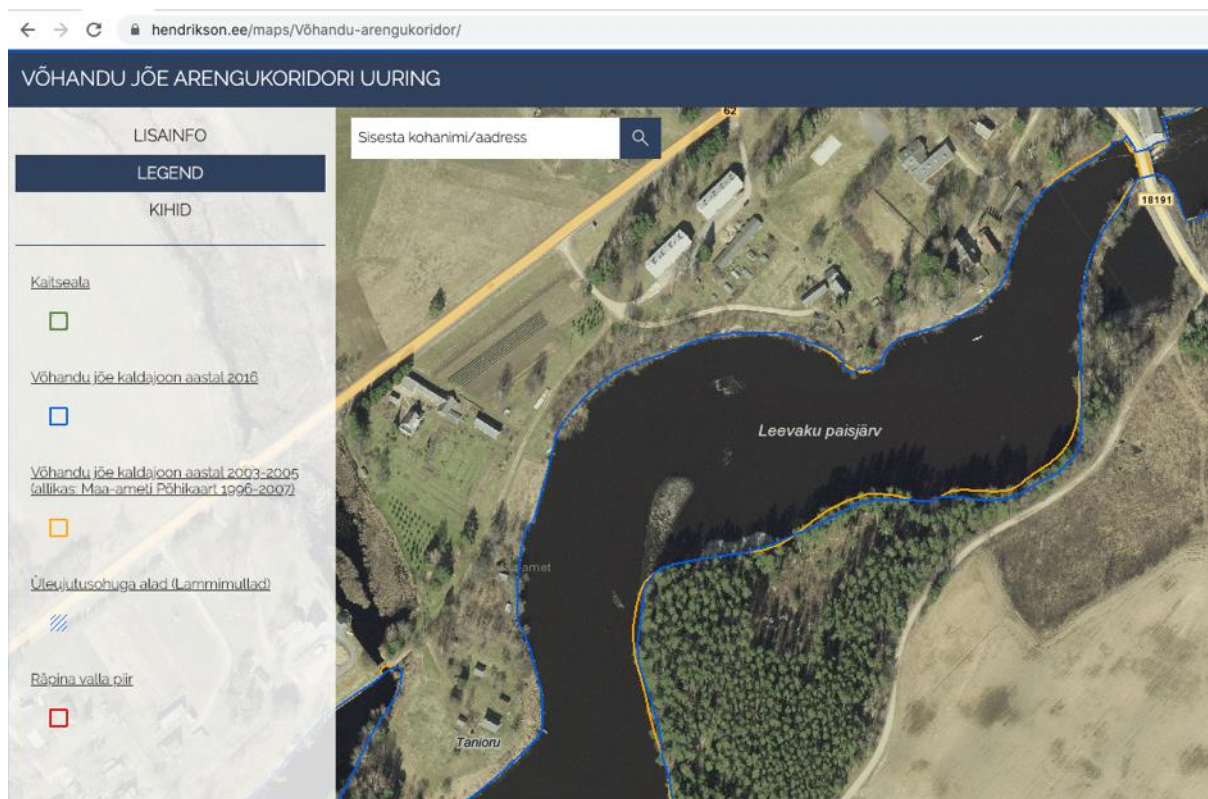 hendrikson.ee/maps/Võhandu-arengukoridor/
VÕHANDU JÕE ARENGUKORIDORI UURING
LISAINFO
LEGEND
KIHID
Kaitseala
Võhandu jõe kaldajoon aastal 2016
Võhandu jõe kaldajoon aastal 2003-2005
(allikas: Maa-ameti Põhikaart 1996-2007)
Üleujutusohuga alad (Lammimullad)
Räpina valla piir
Sisesta kohanimi/aadress
62
18191
Leevaku paisjärv
amet
Tanioru